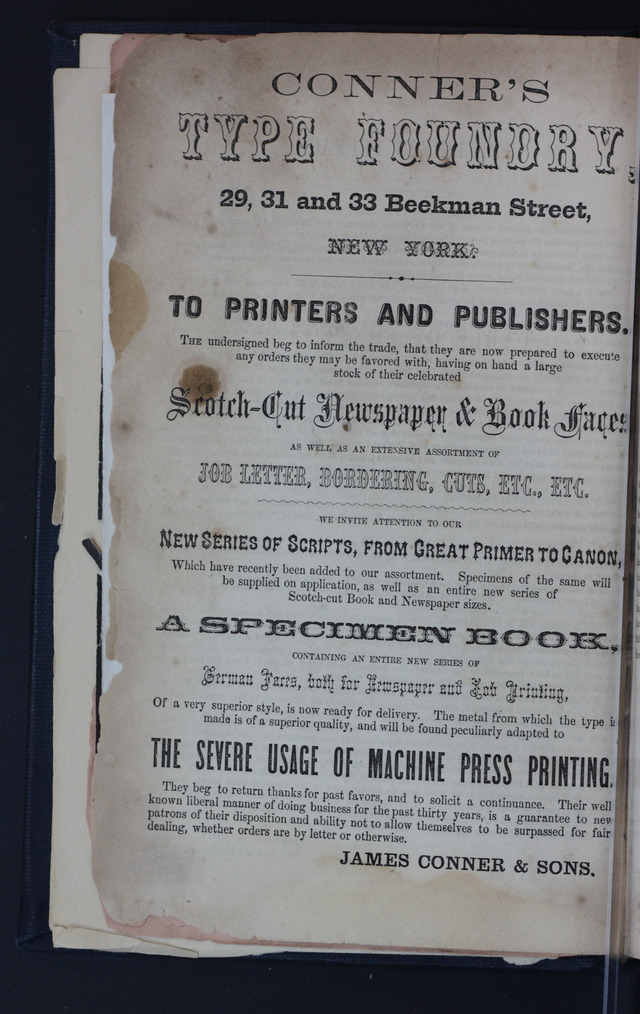 CONNER'S
TYPE FOUNDRY,
29, 31 and 33 Beekman Street,
NEW YORK.
TO PRINTERS AND PUBLISHERS.
THE undersigned beg to inform the trade, that they are now prepared to execute
any orders they may be favored with, having on hand a large
stock of their celebrated
Scotch-Cut Newspaper & Book Faces
AS WELL AS AN EXTENSIVE ASSORTMENT OF
JOB LETTER, BORDERING, CUTS, ETC., ETC.
WE INVITE ATTENTION TO OUR
NEW SERIES OF SCRIPTS, FROM GREAT PRIMER TO CANON,
Which have recently been added to our assortment. Specimens of the same will
be supplied on application, as well as an entire new series of
Scotch-cut Book and Newspaper sizes.
A SPECIMEN BOOK,
CONTAINING AN ENTIRE NEW SERIES OF
German Faces, both for Newspaper and Job Printing,
Of a very superior style, is now ready for delivery. The metal from which the type is
made is of a superior quality, and will be found peculiarly adapted to
THE SEVERE USAGE OF MACHINE PRESS PRINTING.
They beg to return thanks for past favors, and to solicit a continuance. Their well
known liberal manner of doing business for the past thirty years, is a guarantee to new
patrons of their disposition and ability not to allow themselves to be surpassed for fair
dealing, whether orders are by letter or otherwise.
JAMES CONNER & SONS.